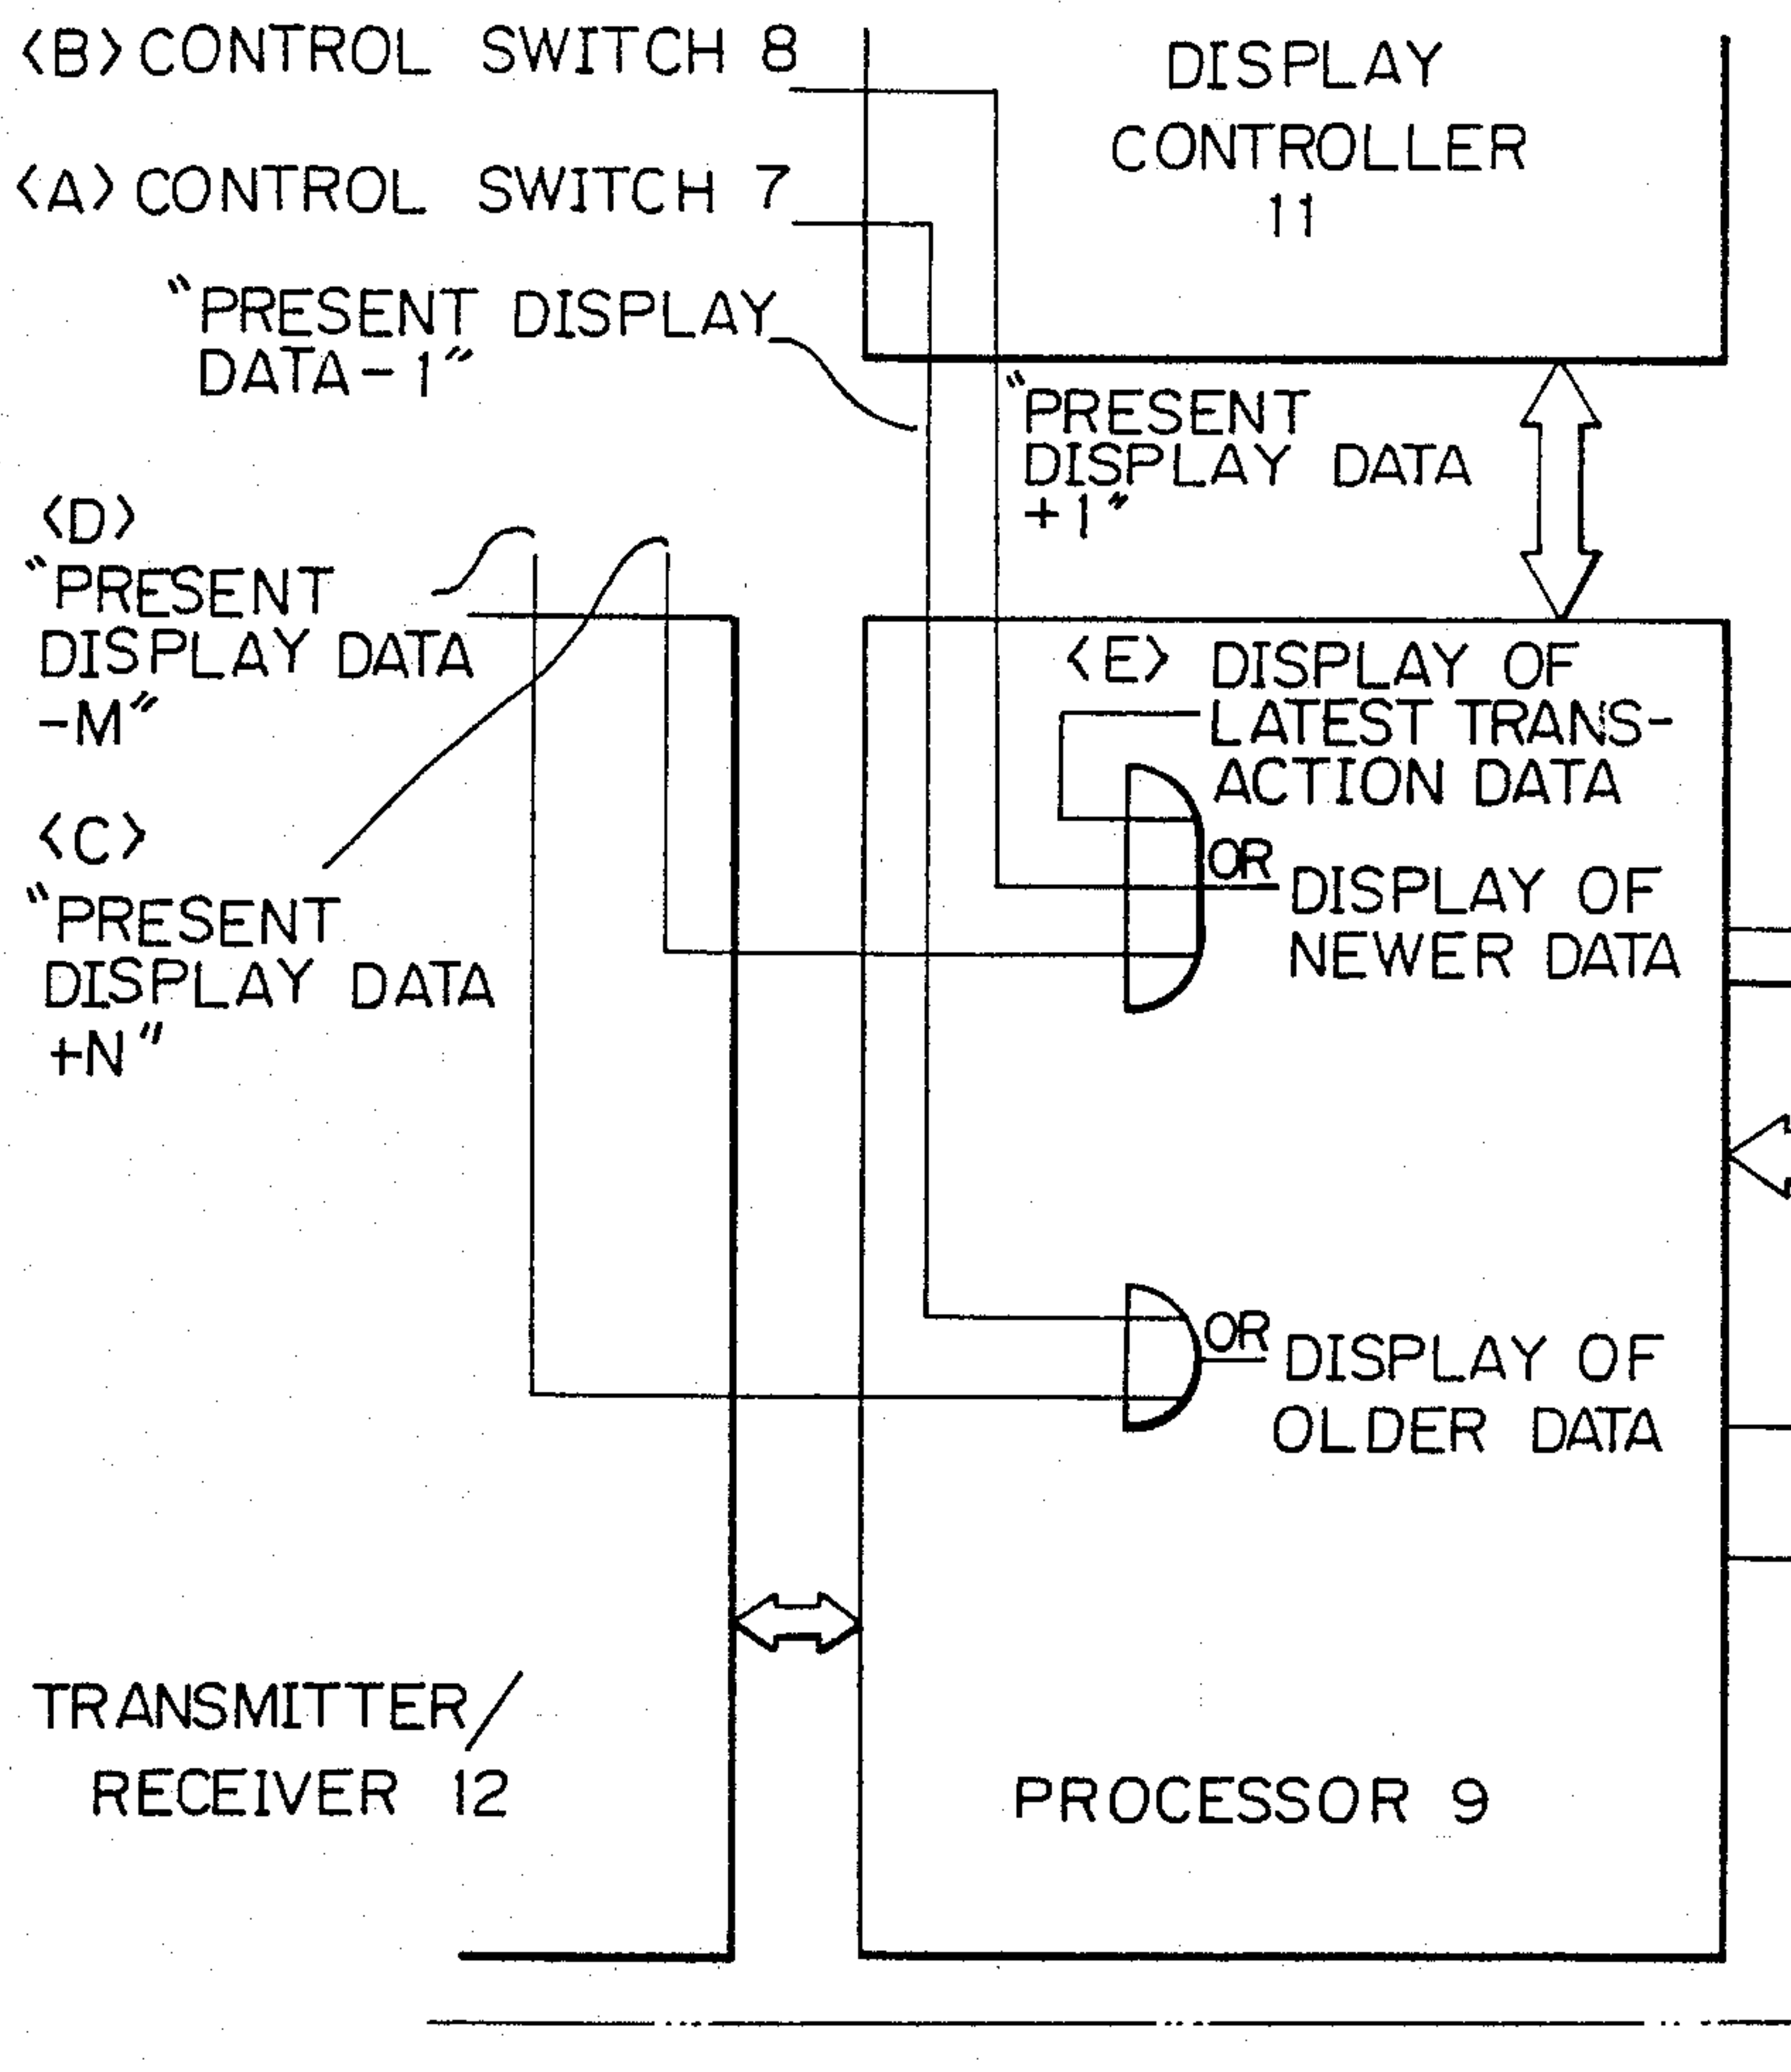 <B> CONTROL SWITCH 8
DISPLAY
CONTROLLER
11
<A> CONTROL SWITCH 7
"PRESENT DISPLAY
DATA-1"
"PRESENT
DISPLAY DATA
+1"
<D>
"PRESENT
DISPLAY DATA
-M"
<C>
"PRESENT
DISPLAY DATA
+N"
<E> DISPLAY OF
LATEST TRANS-
ACTION DATA
OR
DISPLAY OF
NEWER DATA
OR
DISPLAY OF
OLDER DATA
TRANSMITTER/
RECEIVER 12
PROCESSOR 9